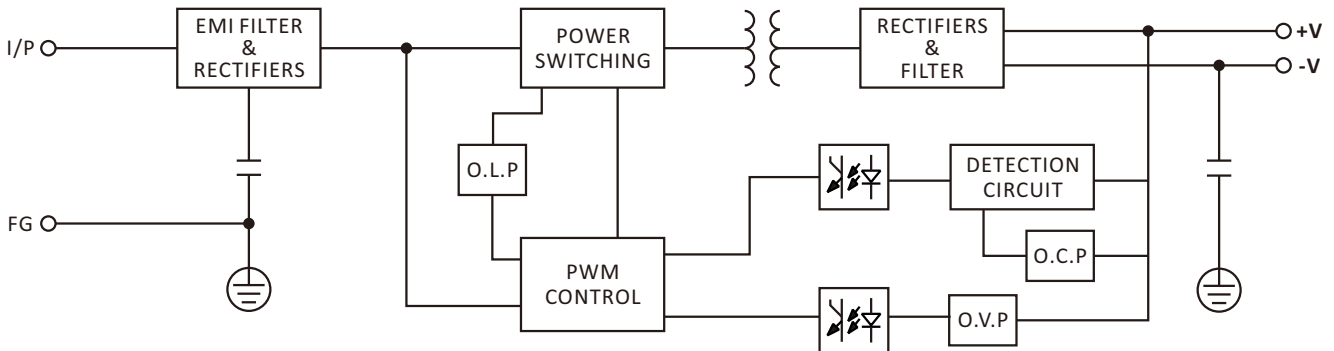 I/P
EMI FILTER
&
RECTIFIERS
POWER
SWITCHING
RECTIFIERS
&
FILTER
+V
-V
O.L.P
DETECTION
CIRCUIT
FG
O.C.P
PWM
CONTROL
O.V.P